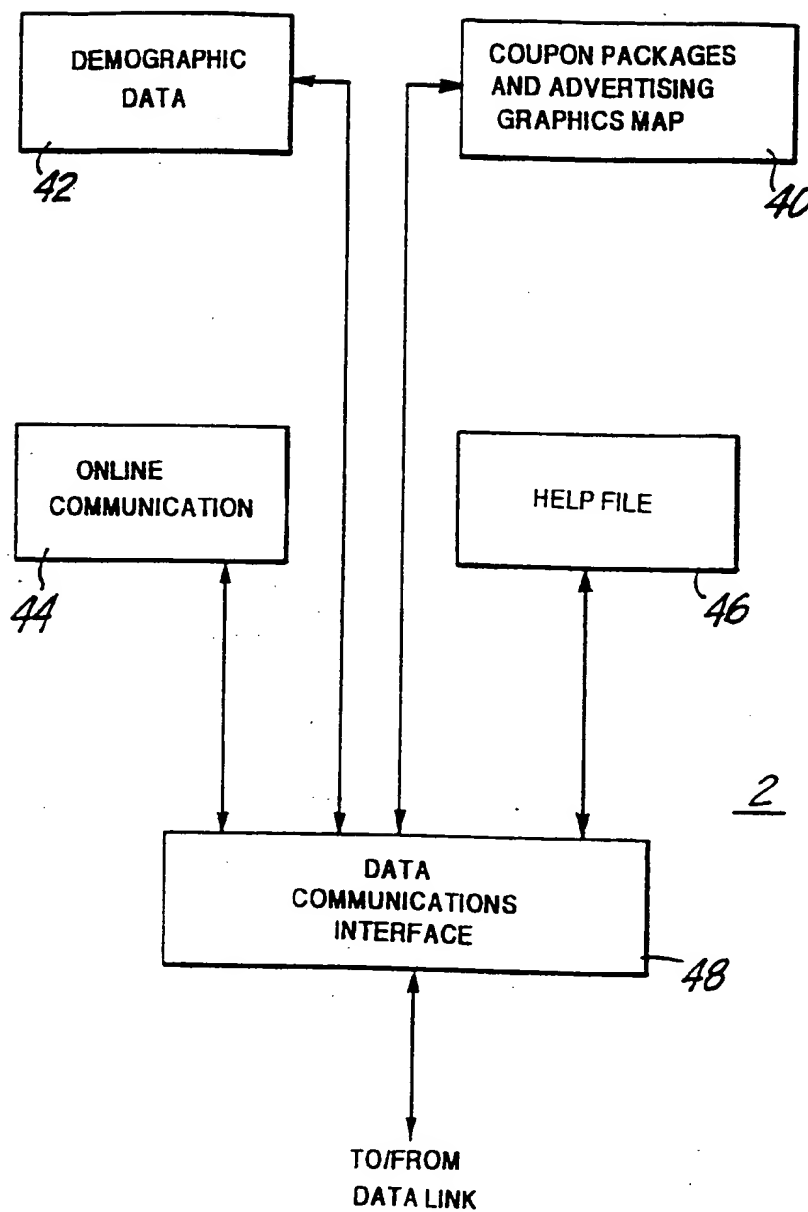 DEMOGRAPHIC
DATA
42
COUPON PACKAGES
AND ADVERTISING
GRAPHICS MAP
40
ONLINE
COMMUNICATION
44
HELP FILE
46
2
DATA
COMMUNICATIONS
INTERFACE
48
TO/FROM
DATA LINK